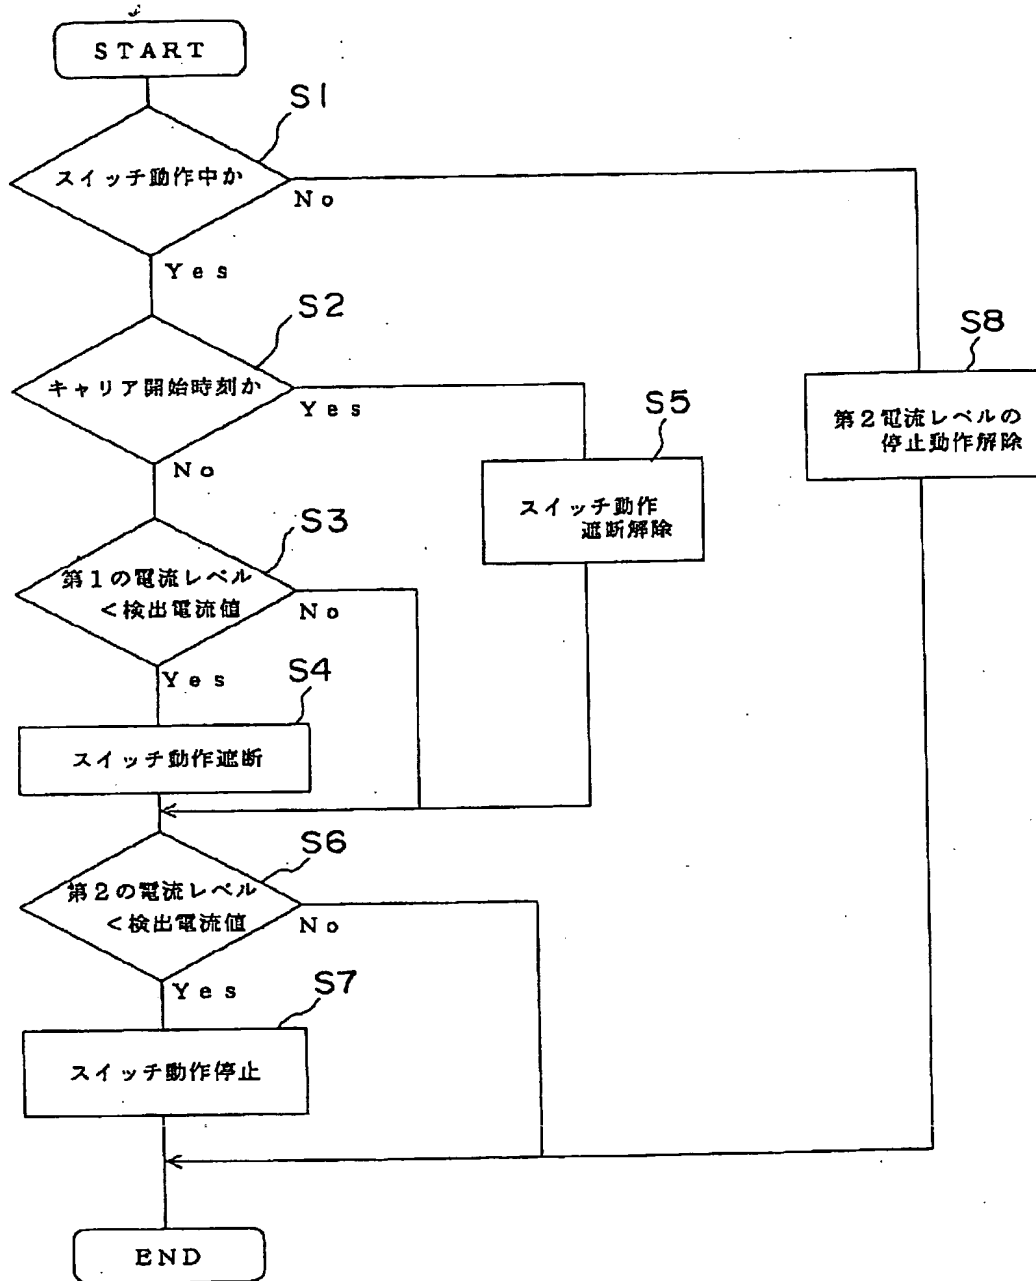 START
S1
スイッチ動作中か
No
Yes
S2
キャリア開始時刻か
Yes
No
S8
第2電流レベルの
停止動作解除
S5
スイッチ動作
遮断解除
S3
第1の電流レベル
<検出電流値
No
Yes
S4
スイッチ動作遮断
S6
第2の電流レベル
<検出電流値
No
Yes
S7
スイッチ動作停止
END